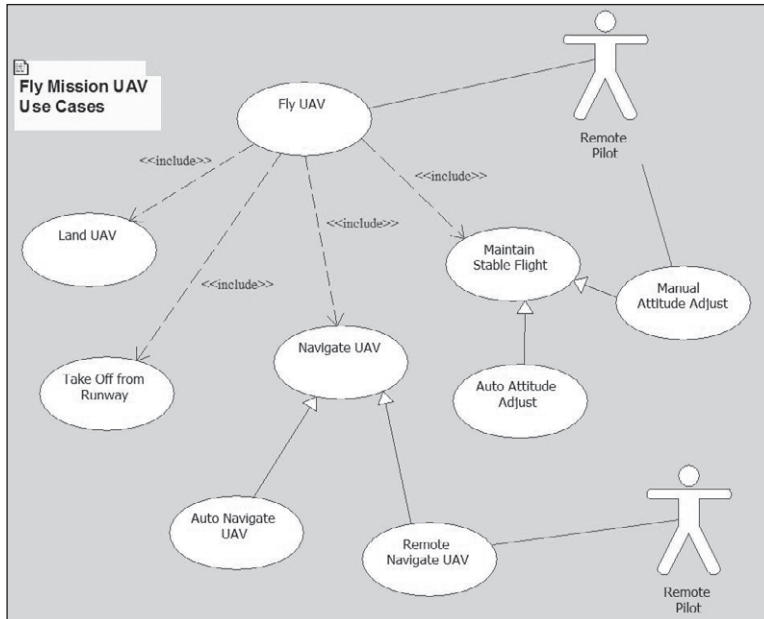 Fly Mission UAV
Use Cases
Fly UAV
Remote
Pilot
<<include>>
<<include>>
Land UAV
<<include>>
Maintain
Stable Flight
<<include>>
Manual
Attitude Adjust
Navigate UAV
Take Off from
Runway
Auto Attitude
Adjust
Auto Navigate
UAV
Remote
Navigate UAV
Remote
Pilot